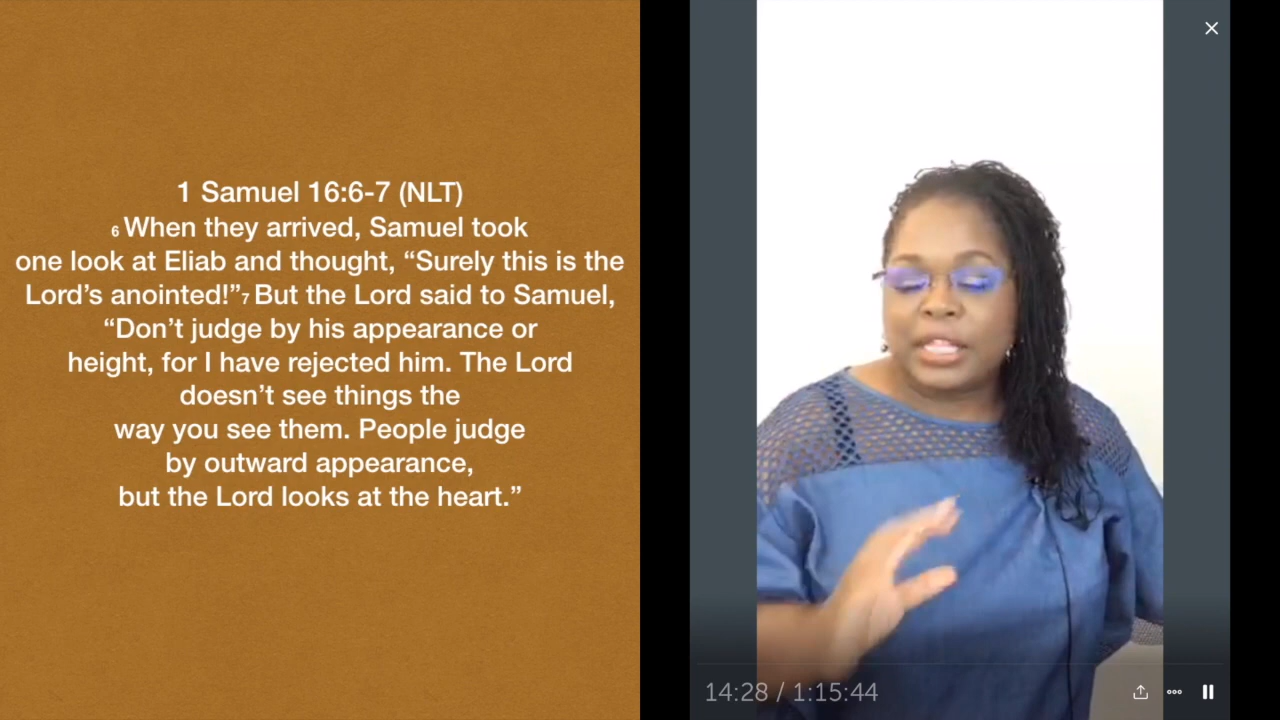 1 Samuel 16:6-7 (NLT)
6 When they arrived, Samuel took
one look at Eliab and thought, “Surely this is the
Lord’s anointed!”7 But the Lord said to Samuel,
“Don’t judge by his appearance or
height, for I have rejected him. The Lord
doesn’t see things the
way you see them. People judge
by outward appearance,
but the Lord looks at the heart.”
14:28 / 1:15:44